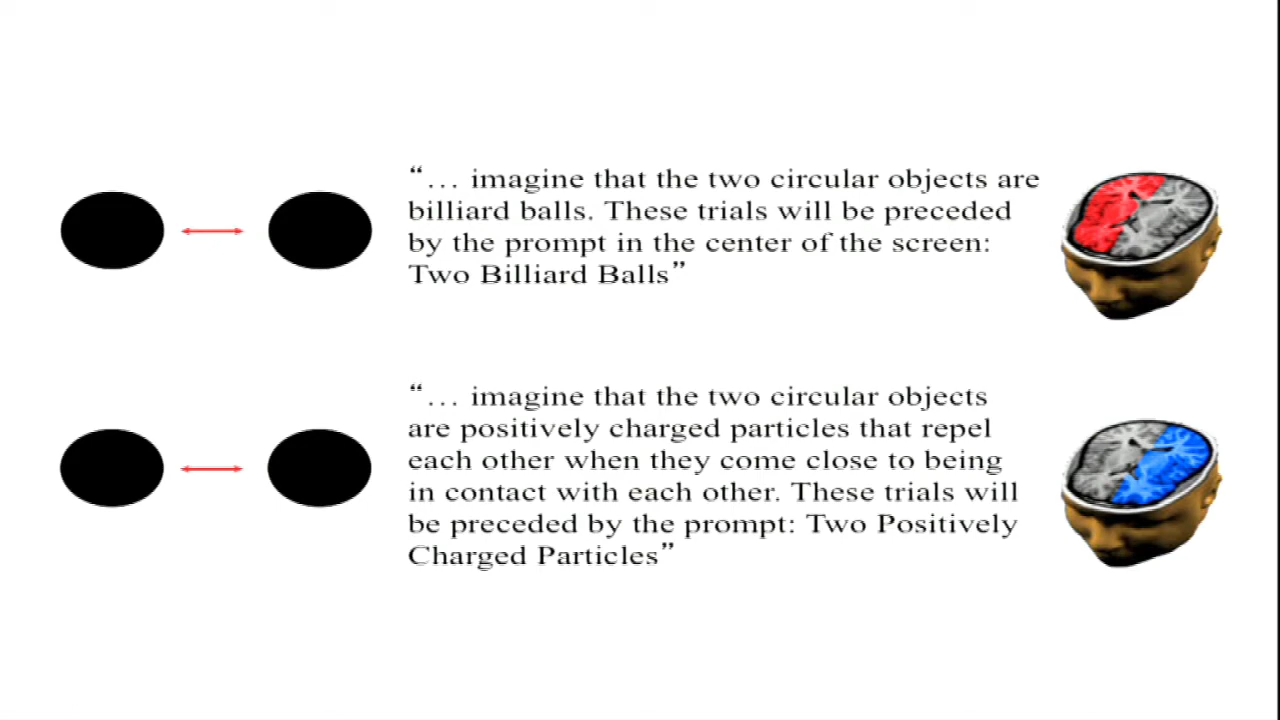 “… imagine that the two circular objects are
billiard balls. These trials will be preceded
by the prompt in the center of the screen:
Two Billiard Balls”
“… imagine that the two circular objects
are positively charged particles that repel
each other when they come close to being
in contact with each other. These trials will
be preceded by the prompt: Two Positively
Charged Particles”